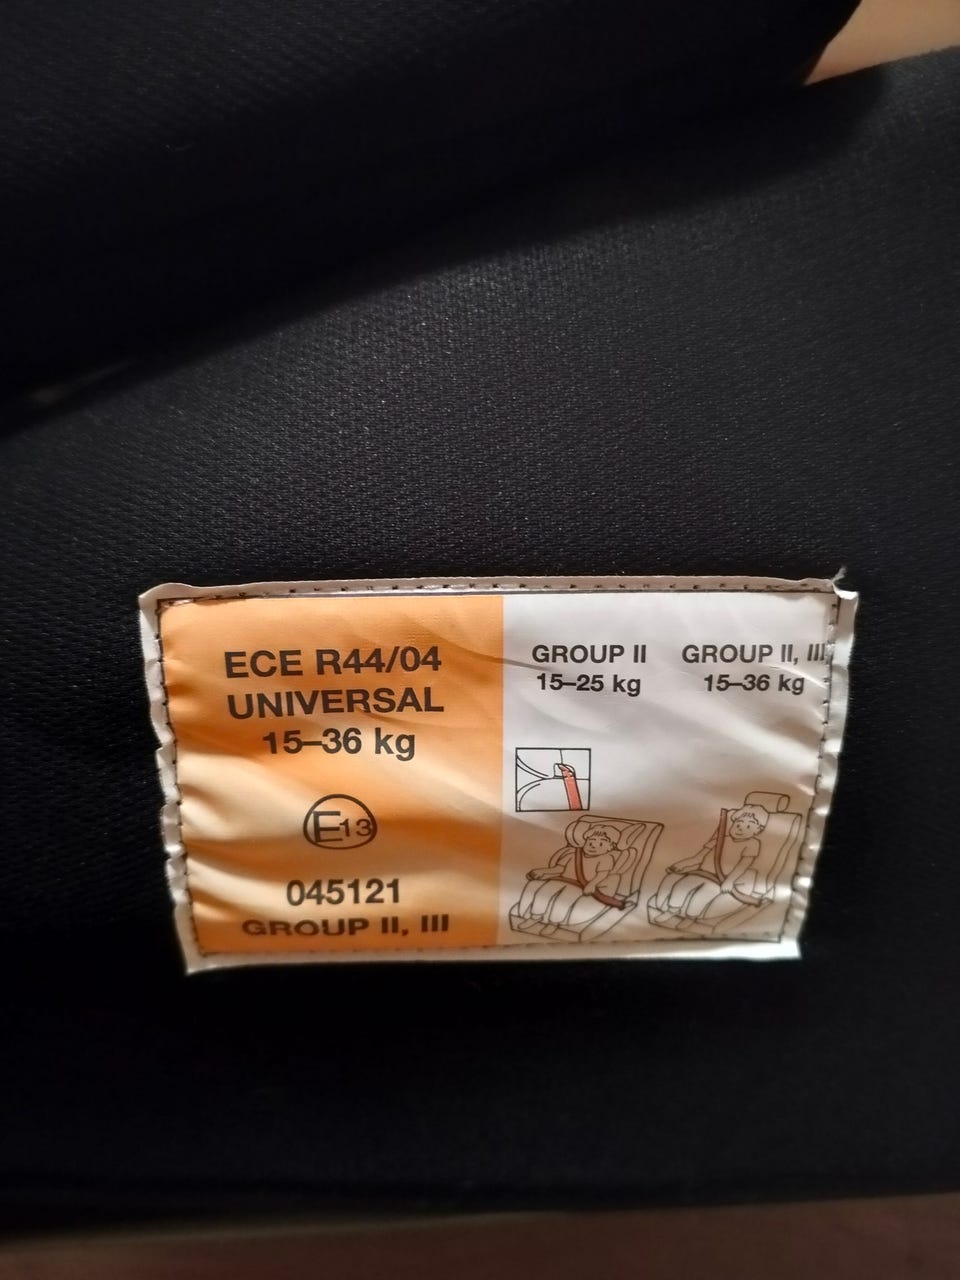 ECE R44/04
UNIVERSAL
15–36 kg
E13
045121
GROUP II, III
GROUP II
15–25 kg
GROUP II, III
15–36 kg